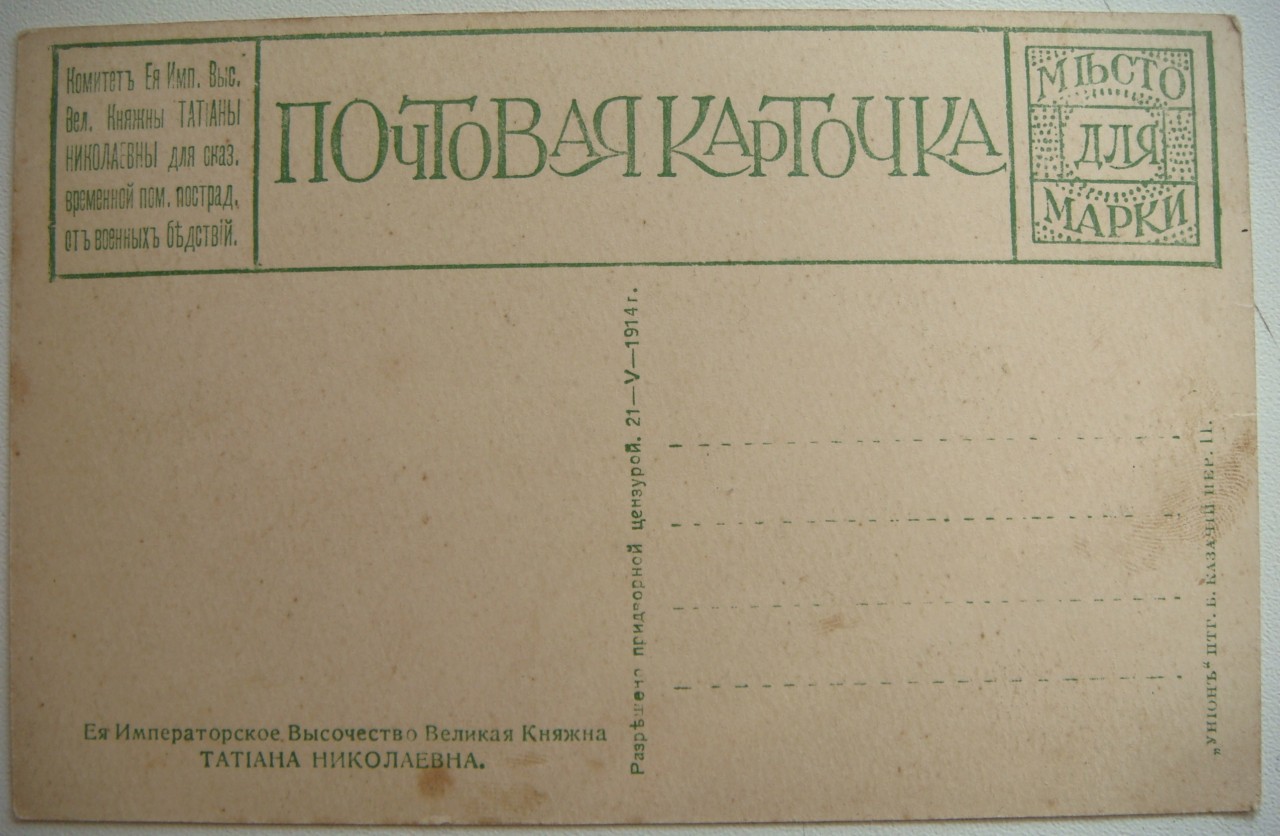 Комитетъ Ея Имп. Выс.
Вел. Княжны ТАТІАНЫ
НИКОЛАЕВНЫ для оказ.
временной пом. пострад.
отъ военныхъ бѣдствій.
ПОЧТОВАЯ КАРТОЧКА
МѢСТО
ДЛЯ
МАРКИ
Разрѣшено придворной цензурой. 21—V—1914 г.
„УНІОНЪ“ ПТГ. Б. КАЗАЧІЙ ПЕР. 11.
Ея Императорское Высочество Великая Княжна
ТАТІАНА НИКОЛАЕВНА.